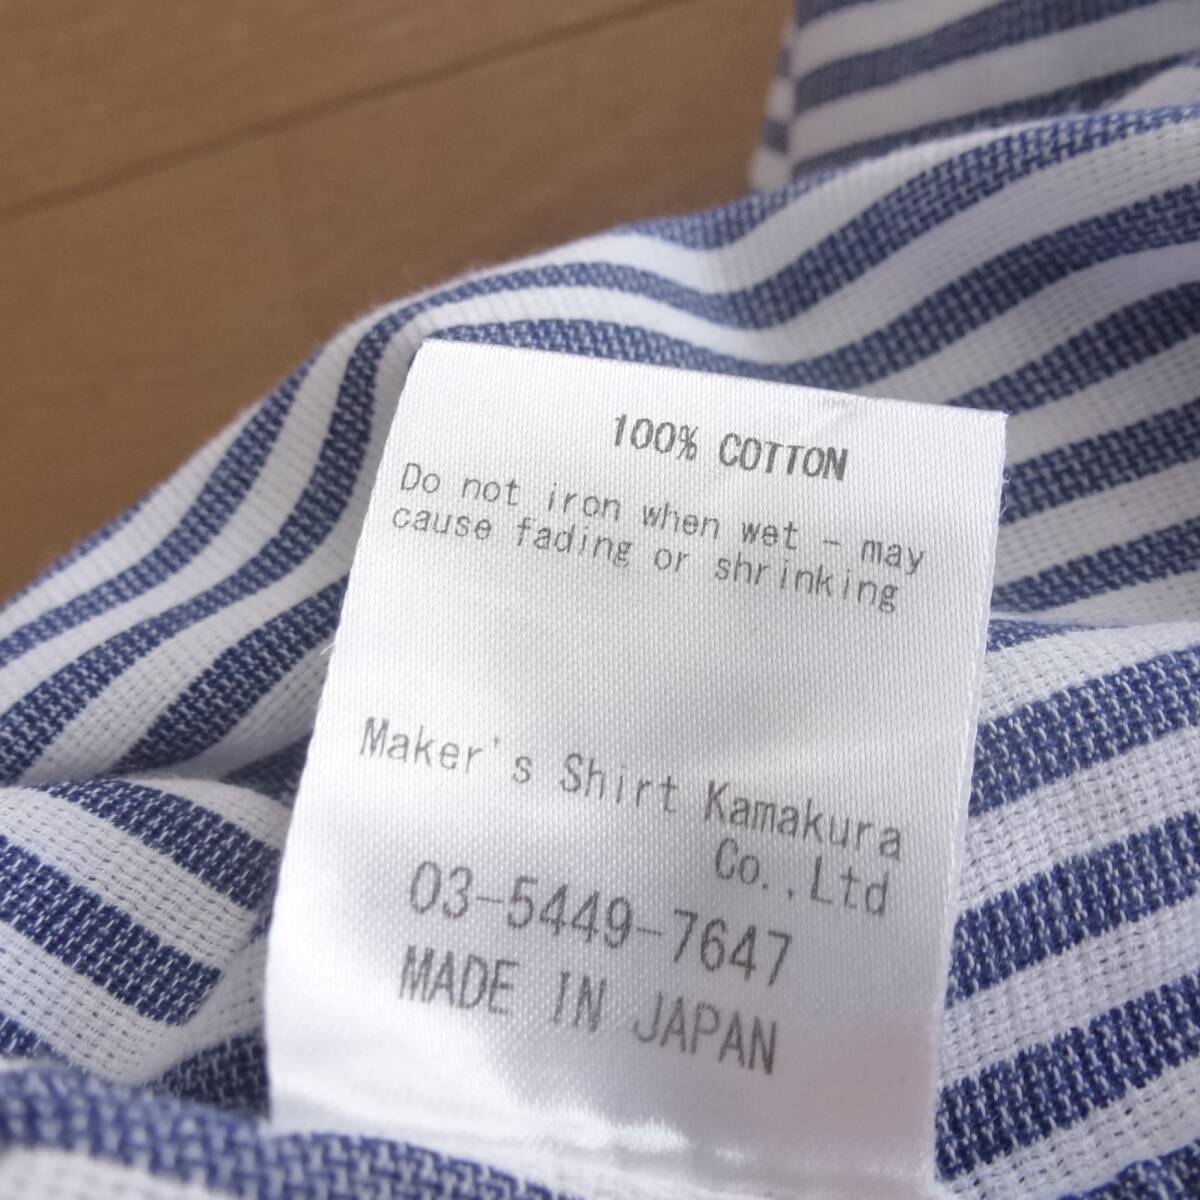 100% COTTON
Do not iron when wet - may
cause fading or shrinking
Maker's Shirt Kamakura
Co.,Ltd
03-5449-7647
MADE IN JAPAN